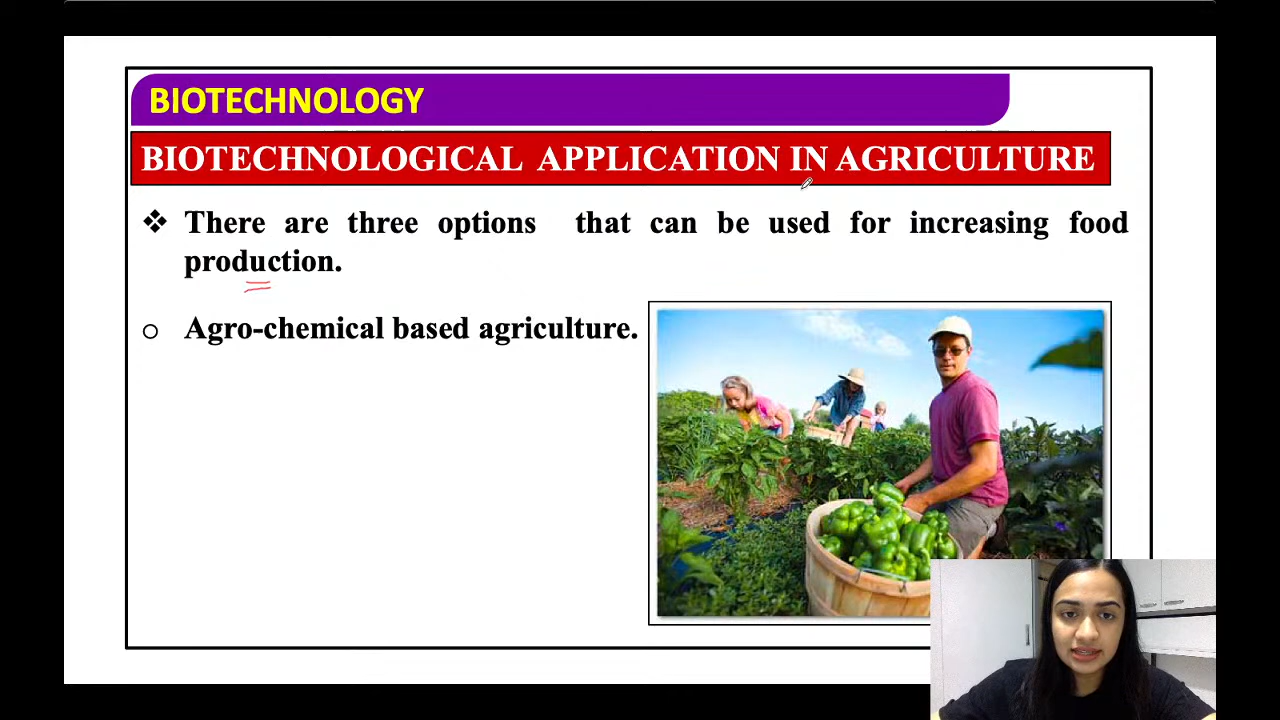 BIOTECHNOLOGY
BIOTECHNOLOGICAL APPLICATION IN AGRICULTURE
❖ There are three options that can be used for increasing food
production.
o Agro-chemical based agriculture.